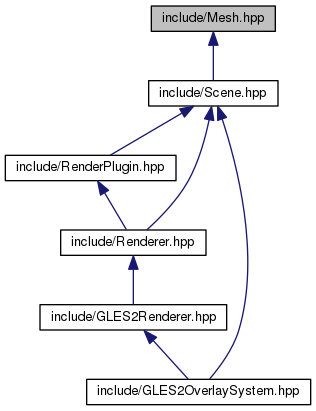 include/Mesh.hpp
include/Scene.hpp
include/RenderPlugin.hpp
include/Renderer.hpp
include/GLES2Renderer.hpp
include/GLES2OverlaySystem.hpp